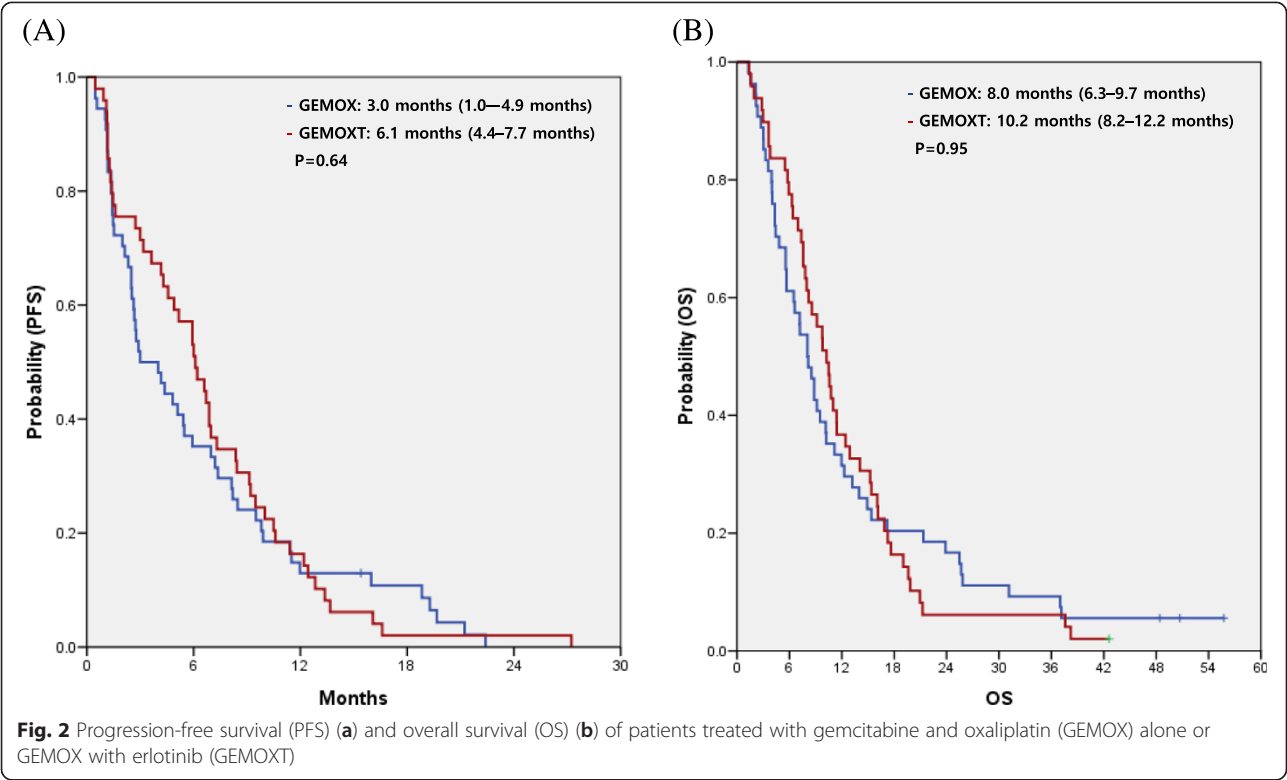 (A)
(B)
- GEMOX: 3.0 months (1.0—4.9 months)
- GEMOXT: 6.1 months (4.4–7.7 months)
P=0.64
1.0
0.8
0.6
0.4
0.2
0.0
Probability (PFS)
0 6 12 18 24 30
Months
- GEMOX: 8.0 months (6.3–9.7 months)
- GEMOXT: 10.2 months (8.2–12.2 months)
P=0.95
1.0
0.8
0.6
0.4
0.2
0.0
Probability (OS)
0 6 12 18 24 30 36 42 48 54 60
OS
Fig. 2 Progression-free survival (PFS) (a) and overall survival (OS) (b) of patients treated with gemcitabine and oxaliplatin (GEMOX) alone or
GEMOX with erlotinib (GEMOXT)